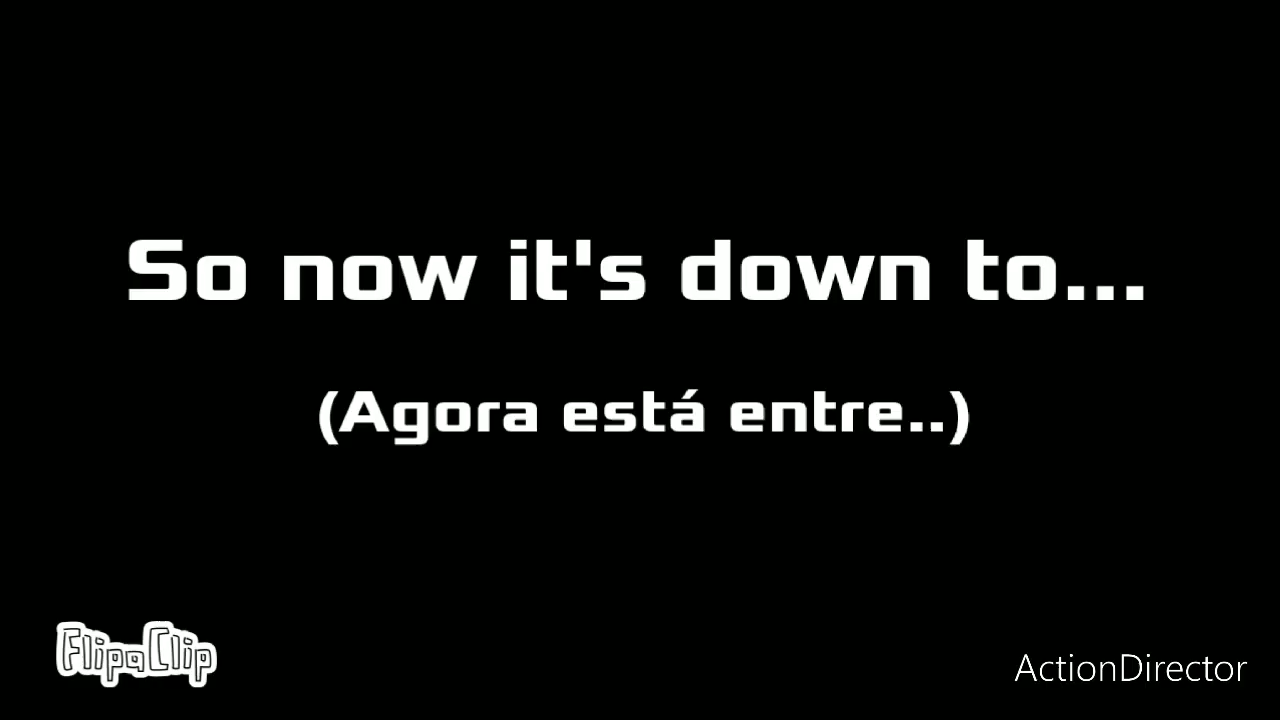 So now it's down to...
(Agora está entre..)
FlipaClip
ActionDirector